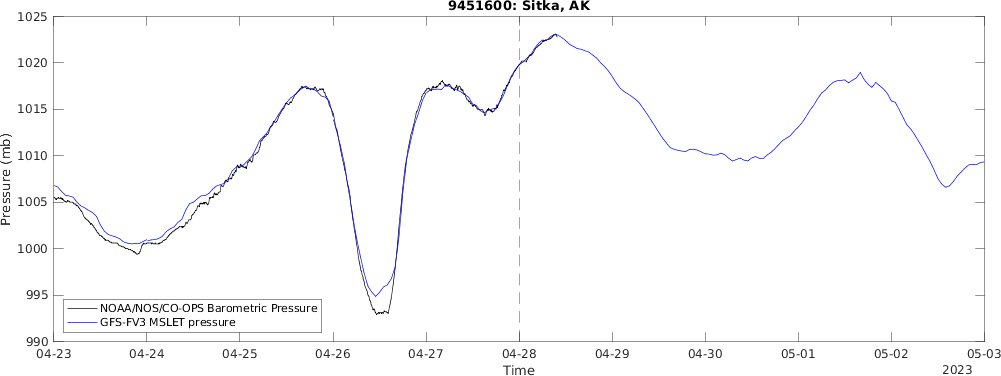 9451600: Sitka, AK
Pressure (mb)
1025
1020
1015
1010
1005
1000
995
990
NOAA/NOS/CO-OPS Barometric Pressure
GFS-FV3 MSLET pressure
04-23 04-24 04-25 04-26 04-27 04-28 04-29 04-30 05-01 05-02 05-03
Time
2023